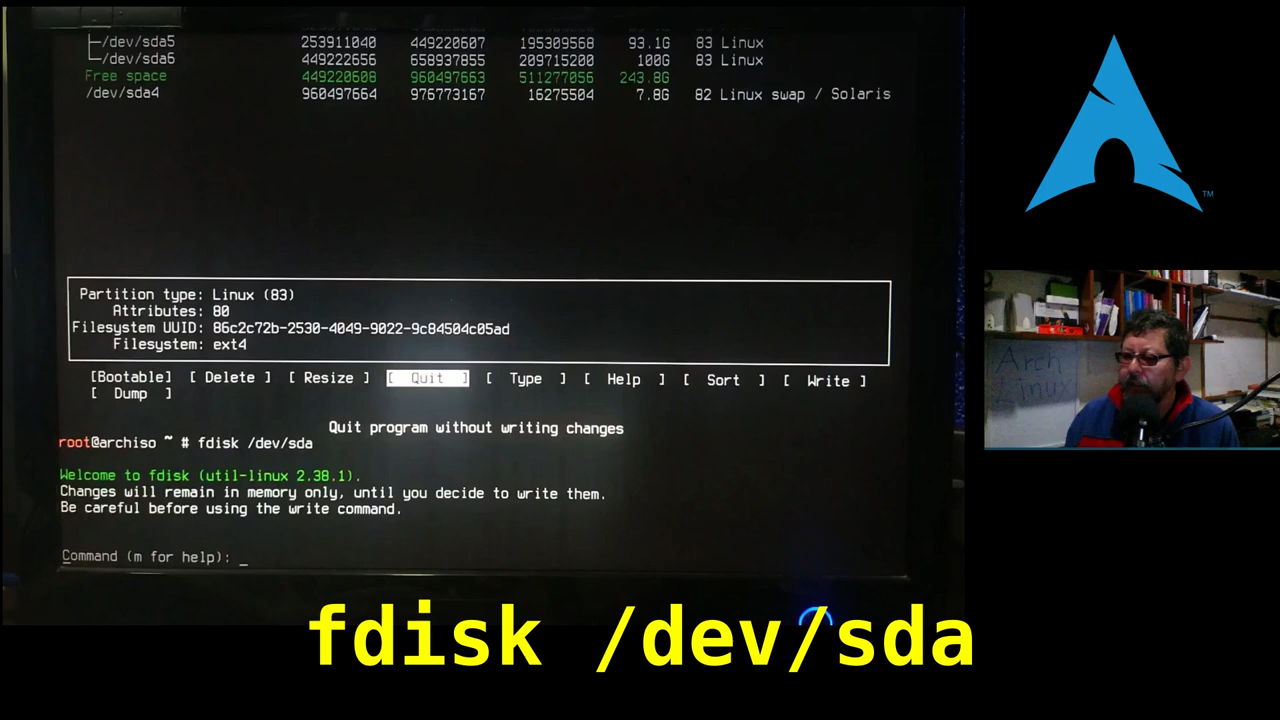 ├─/dev/sda5 253911040 449220607 195309568 93.1G 83 Linux
└─/dev/sda6 449222656 658937855 209715200 100G 83 Linux
Free space 449220608 960497663 511277056 243.8G
/dev/sda4 960497664 976773167 16275504 7.8G 82 Linux swap / Solaris
Partition type: Linux (83)
Attributes: 80
Filesystem UUID: 86c2c72b-2530-4049-9022-9c84504c05ad
Filesystem: ext4
[Bootable] [ Delete ] [ Resize ] [ Quit ] [ Type ] [ Help ] [ Sort ] [ Write ]
[ Dump ]
Quit program without writing changes
root@archiso ~ # fdisk /dev/sda
Welcome to fdisk (util-linux 2.38.1).
Changes will remain in memory only, until you decide to write them.
Be careful before using the write command.
Command (m for help): _
TM
Arch
Linux
fdisk /dev/sda